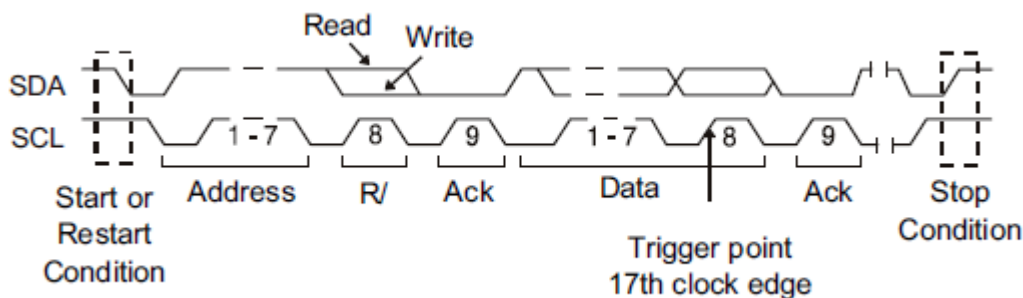 Read
Write
SDA
SCL
1 - 7
8
9
1 - 7
8
9
Address
R/
Ack
Data
Ack
Start or
Restart
Condition
Stop
Condition
Trigger point
17th clock edge